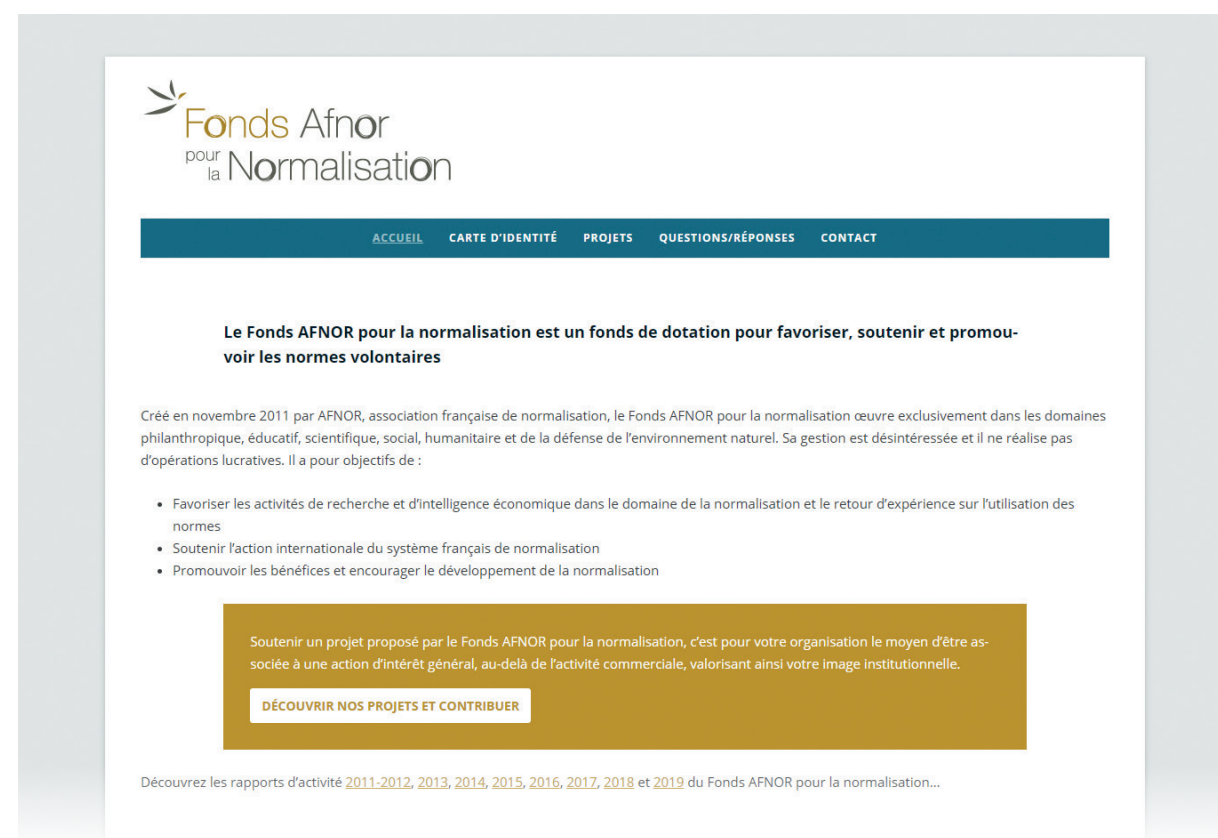 Fonds Afnor
pour la Normalisation
ACCUEIL CARTE D'IDENTITÉ PROJETS QUESTIONS/RÉPONSES CONTACT
Le Fonds AFNOR pour la normalisation est un fonds de dotation pour favoriser, soutenir et promou-
voir les normes volontaires
Créé en novembre 2011 par AFNOR, association française de normalisation, le Fonds AFNOR pour la normalisation œuvre exclusivement dans les domaines
philanthropique, éducatif, scientifique, social, humanitaire et de la défense de l'environnement naturel. Sa gestion est désintéressée et il ne réalise pas
d'opérations lucratives. Il a pour objectifs de :
• Favoriser les activités de recherche et d'intelligence économique dans le domaine de la normalisation et le retour d'expérience sur l'utilisation des
normes
• Soutenir l'action internationale du système français de normalisation
• Promouvoir les bénéfices et encourager le développement de la normalisation
Soutenir un projet proposé par le Fonds AFNOR pour la normalisation, c'est pour votre organisation le moyen d'être as-
sociée à une action d'intérêt général, au-delà de l'activité commerciale, valorisant ainsi votre image institutionnelle.
DÉCOUVRIR NOS PROJETS ET CONTRIBUER
Découvrez les rapports d'activité 2011-2012, 2013, 2014, 2015, 2016, 2017, 2018 et 2019 du Fonds AFNOR pour la normalisation...